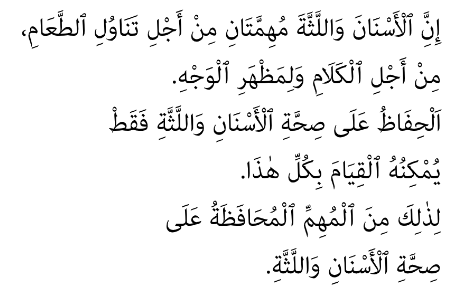 إِنَّ ٱلْأَسْنَانَ وَاللَّثَّةَ مُهِمَّتَانِ مِنْ أَجْلِ تَنَاوُلِ ٱلطَّعَامِ،
مِنْ أَجْلِ ٱلْكَلَامِ وَلِمَظْهَرِ ٱلْوَجْهِ.
اَلْحِفَاظُ عَلَى صِحَّةِ ٱلْأَسْنَانِ وَاللَّثَّةِ فَقَطْ
يُمْكِنُهُ ٱلْقِيَامَ بِكُلِّ هٰذَا.
لِذٰلِكَ مِنَ ٱلْمُهِمِّ ٱلْمُحَافَظَةُ عَلَى
صِحَّةِ ٱلْأَسْنَانِ وَاللَّثَّةِ.